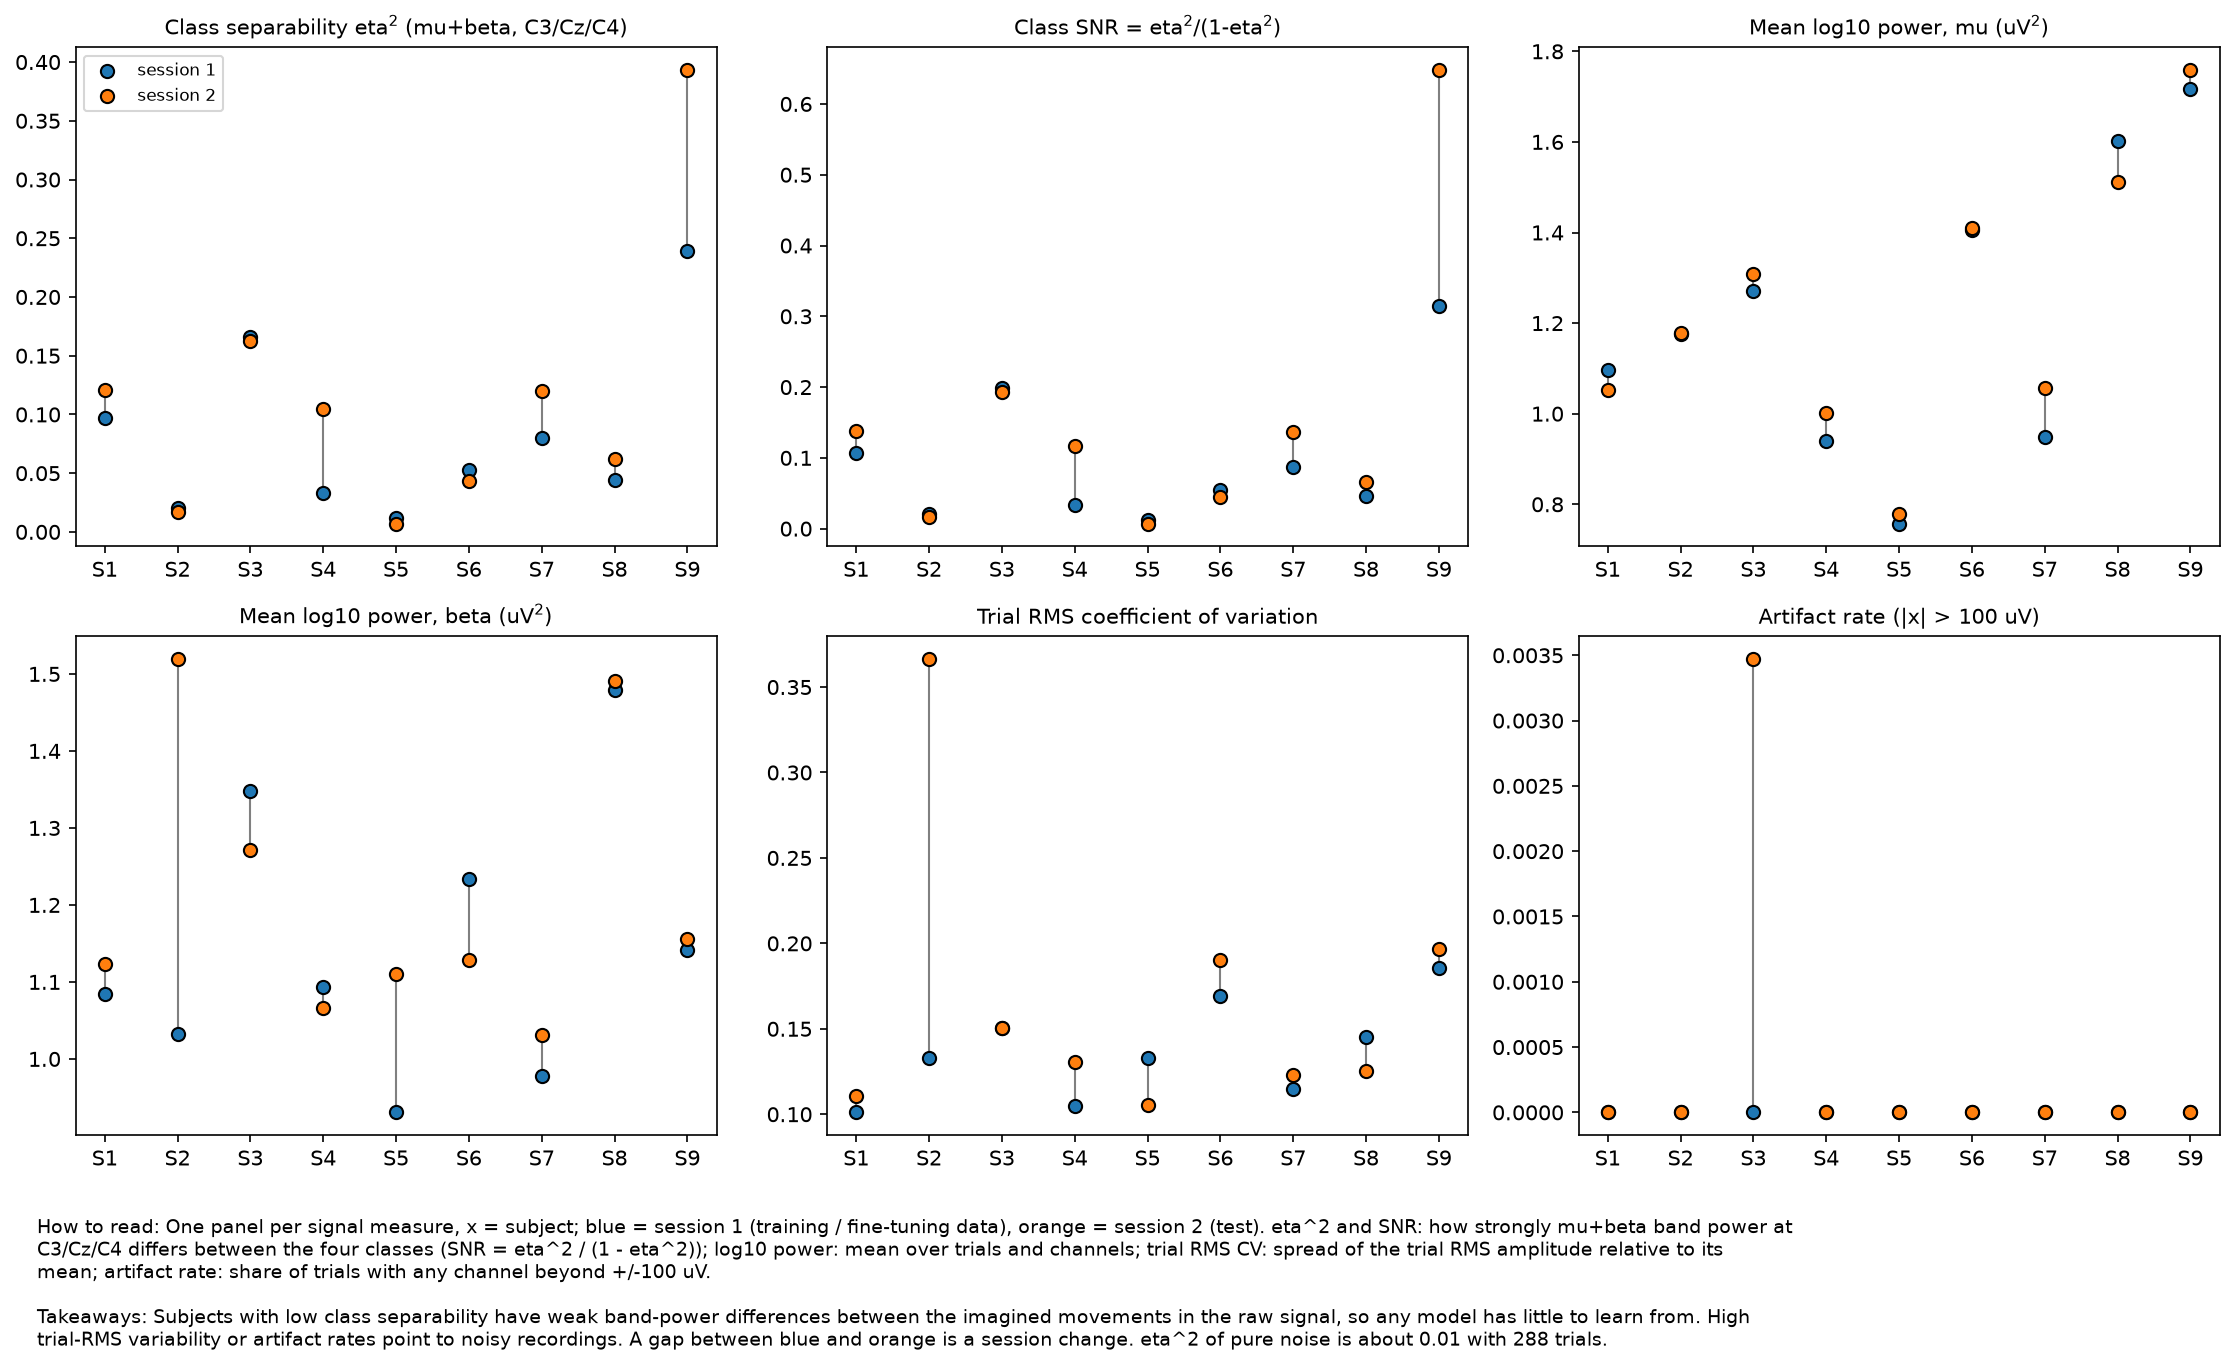 Class separability eta² (mu+beta, C3/Cz/C4)
session 1
session 2
0.40
0.35
0.30
0.25
0.20
0.15
0.10
0.05
0.00
S1 S2 S3 S4 S5 S6 S7 S8 S9
Class SNR = eta²/(1-eta²)
0.6
0.5
0.4
0.3
0.2
0.1
0.0
S1 S2 S3 S4 S5 S6 S7 S8 S9
Mean log10 power, mu (uV²)
1.8
1.6
1.4
1.2
1.0
0.8
S1 S2 S3 S4 S5 S6 S7 S8 S9
Mean log10 power, beta (uV²)
1.5
1.4
1.3
1.2
1.1
1.0
S1 S2 S3 S4 S5 S6 S7 S8 S9
Trial RMS coefficient of variation
0.35
0.30
0.25
0.20
0.15
0.10
S1 S2 S3 S4 S5 S6 S7 S8 S9
Artifact rate (|x| > 100 uV)
0.0035
0.0030
0.0025
0.0020
0.0015
0.0010
0.0005
0.0000
S1 S2 S3 S4 S5 S6 S7 S8 S9
How to read: One panel per signal measure, x = subject; blue = session 1 (training / fine-tuning data), orange = session 2 (test). eta^2 and SNR: how strongly mu+beta band power at
C3/Cz/C4 differs between the four classes (SNR = eta^2 / (1 - eta^2)); log10 power: mean over trials and channels; trial RMS CV: spread of the trial RMS amplitude relative to its
mean; artifact rate: share of trials with any channel beyond +/-100 uV.
Takeaways: Subjects with low class separability have weak band-power differences between the imagined movements in the raw signal, so any model has little to learn from. High
trial-RMS variability or artifact rates point to noisy recordings. A gap between blue and orange is a session change. eta^2 of pure noise is about 0.01 with 288 trials.